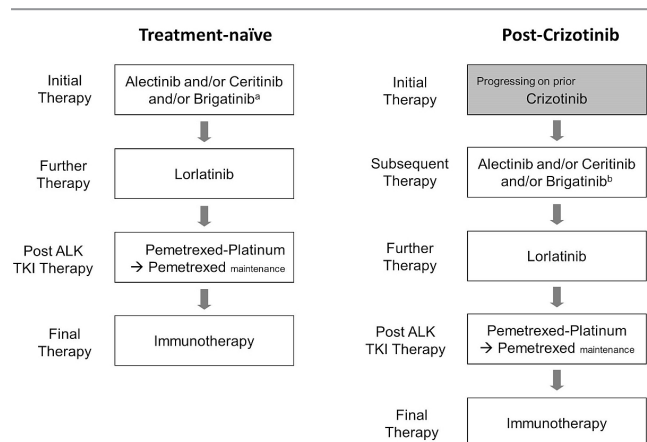 Treatment-naïve
Initial
Therapy
Alectinib and/or Ceritinib
and/or Brigatinibᵃ
Further
Therapy
Lorlatinib
Post ALK
TKI Therapy
Pemetrexed-Platinum
→ Pemetrexed maintenance
Final
Therapy
Immunotherapy
Post-Crizotinib
Initial
Therapy
Progressing on prior
Crizotinib
Subsequent
Therapy
Alectinib and/or Ceritinib
and/or Brigatinibᵇ
Further
Therapy
Lorlatinib
Post ALK
TKI Therapy
Pemetrexed-Platinum
→ Pemetrexed maintenance
Final
Therapy
Immunotherapy